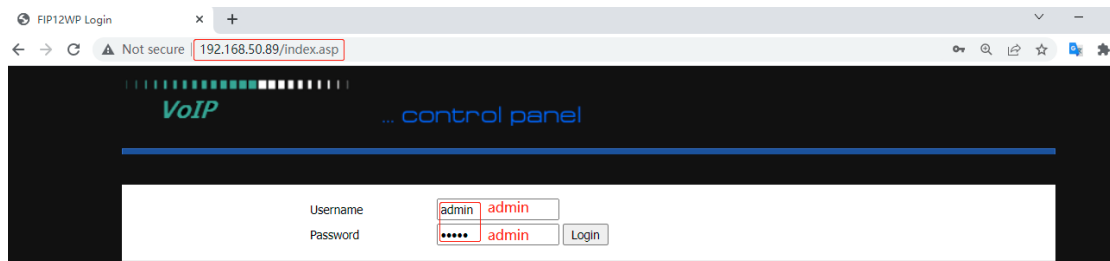 FIP12WP Login
Not secure | 192.168.50.89/index.asp
VoIP
... control panel
Username admin admin
Password ••••• admin Login